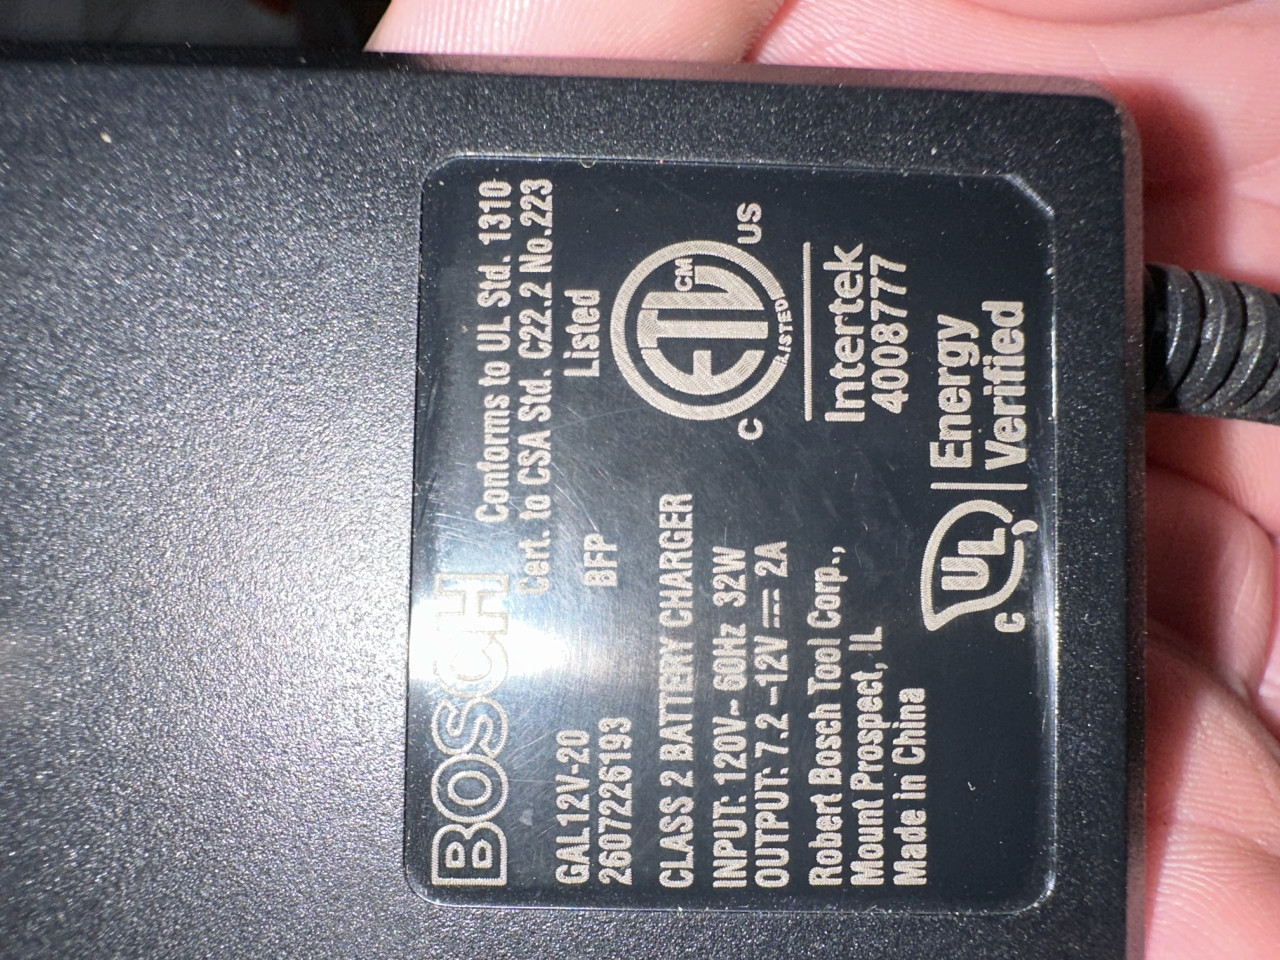 BOSCH
Conforms to UL Std. 1310
Cert. to CSA Std. C22.2 No.223
GAL12V-20
BFP
Listed
2607226193
CLASS 2 BATTERY CHARGER
INPUT: 120V~ 60Hz 32W
OUTPUT: 7.2-12V⎓ 2A
Robert Bosch Tool Corp.,
Mount Prospect, IL
Made in China
ETL CM
LISTED
C US
Intertek
4008777
C UL Energy
Verified